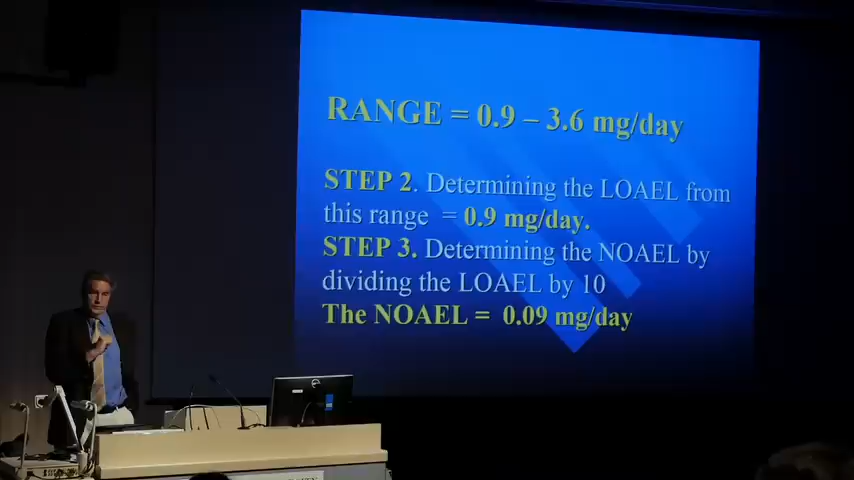 RANGE = 0.9 – 3.6 mg/day
STEP 2. Determining the LOAEL from
this range = 0.9 mg/day.
STEP 3. Determining the NOAEL by
dividing the LOAEL by 10
The NOAEL = 0.09 mg/day